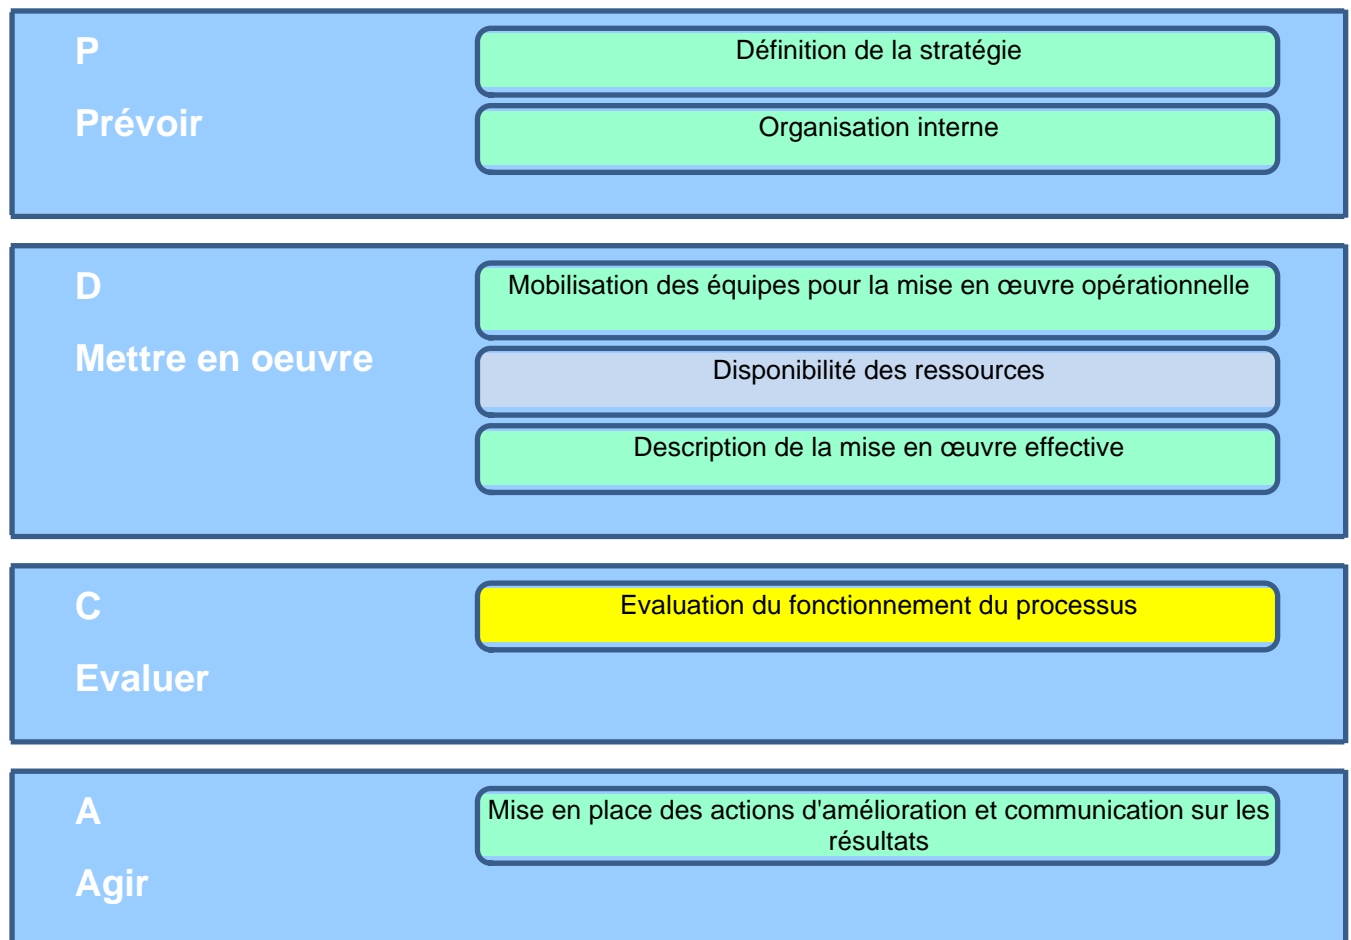 P
Prévoir
Définition de la stratégie
Organisation interne
D
Mettre en oeuvre
Mobilisation des équipes pour la mise en œuvre opérationnelle
Disponibilité des ressources
Description de la mise en œuvre effective
C
Evaluer
Evaluation du fonctionnement du processus
A
Agir
Mise en place des actions d'amélioration et communication sur les
résultats